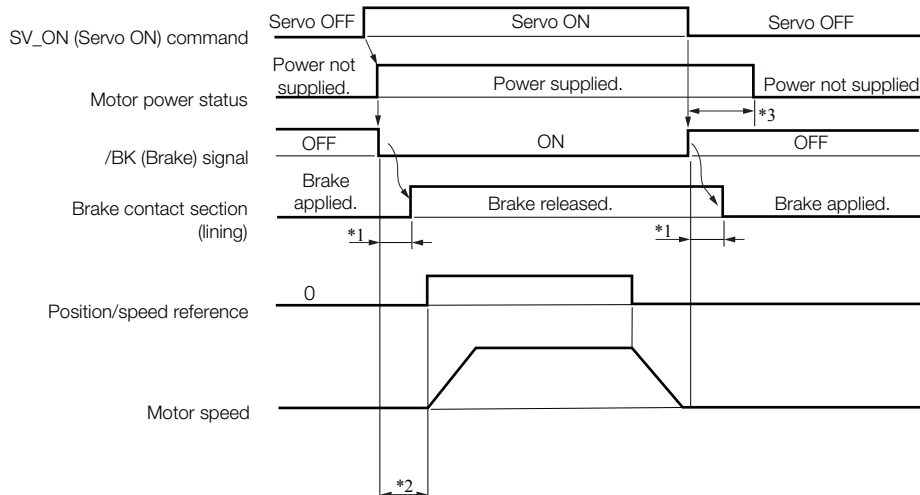 Servo OFF
Servo ON
Servo OFF
SV_ON (Servo ON) command
Power not
supplied.
Power supplied.
Power not supplied
Motor power status
*3
OFF
ON
OFF
/BK (Brake) signal
Brake
applied.
Brake released.
Brake applied.
Brake contact section
(lining)
*1
*1
0
Position/speed reference
Motor speed
*2